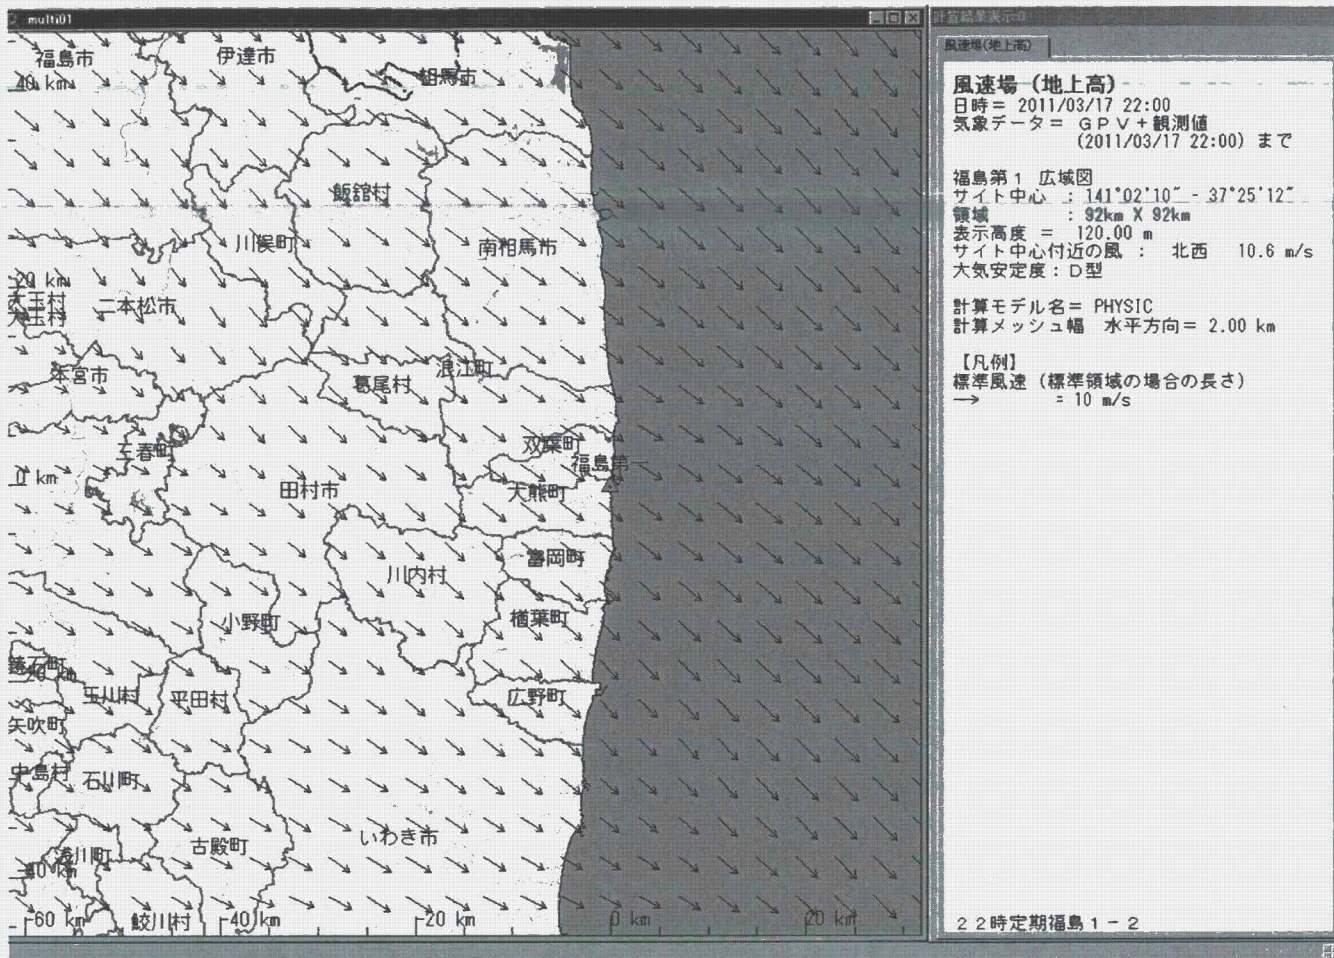 multi01
福島市
伊達市
相馬市
40 km
飯舘村
川俣町
南相馬市
20 km
大玉村
大玉村
二本松市
本宮市
浪江町
葛尾村
双葉町
三春町
福島第一
0 km
田村市
大熊町
富岡町
川内村
楢葉町
小野町
鏡石町
-20 km
玉川村
平田村
広野町
矢吹町
中島村
石川町
いわき市
古殿町
浅川町
-40 km
-60 km
鮫川村
-40 km
-20 km
0 km
20 km
計算結果表示:0
風速場(地上高)
風速場（地上高）
日時＝ 2011/03/17 22:00
気象データ＝ ＧＰＶ＋観測値
(2011/03/17 22:00) まで
福島第１ 広域図
サイト中心 : 141°02'10" - 37°25'12"
領域 : 92km X 92km
表示高度 ＝ 120.00 m
サイト中心付近の風 : 北西 10.6 m/s
大気安定度：Ｄ型
計算モデル名＝ PHYSIC
計算メッシュ幅 水平方向＝ 2.00 km
【凡例】
標準風速（標準領域の場合の長さ）
→ = 10 m/s
２２時定期福島１－２